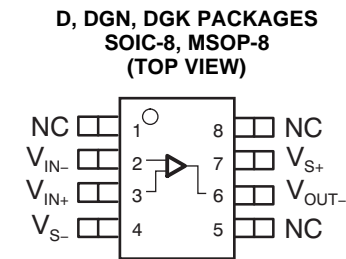 D, DGN, DGK PACKAGES
SOIC-8, MSOP-8
(TOP VIEW)
NC 1 8 NC
VIN– 2 7 VS+
VIN+ 3 6 VOUT–
VS– 4 5 NC